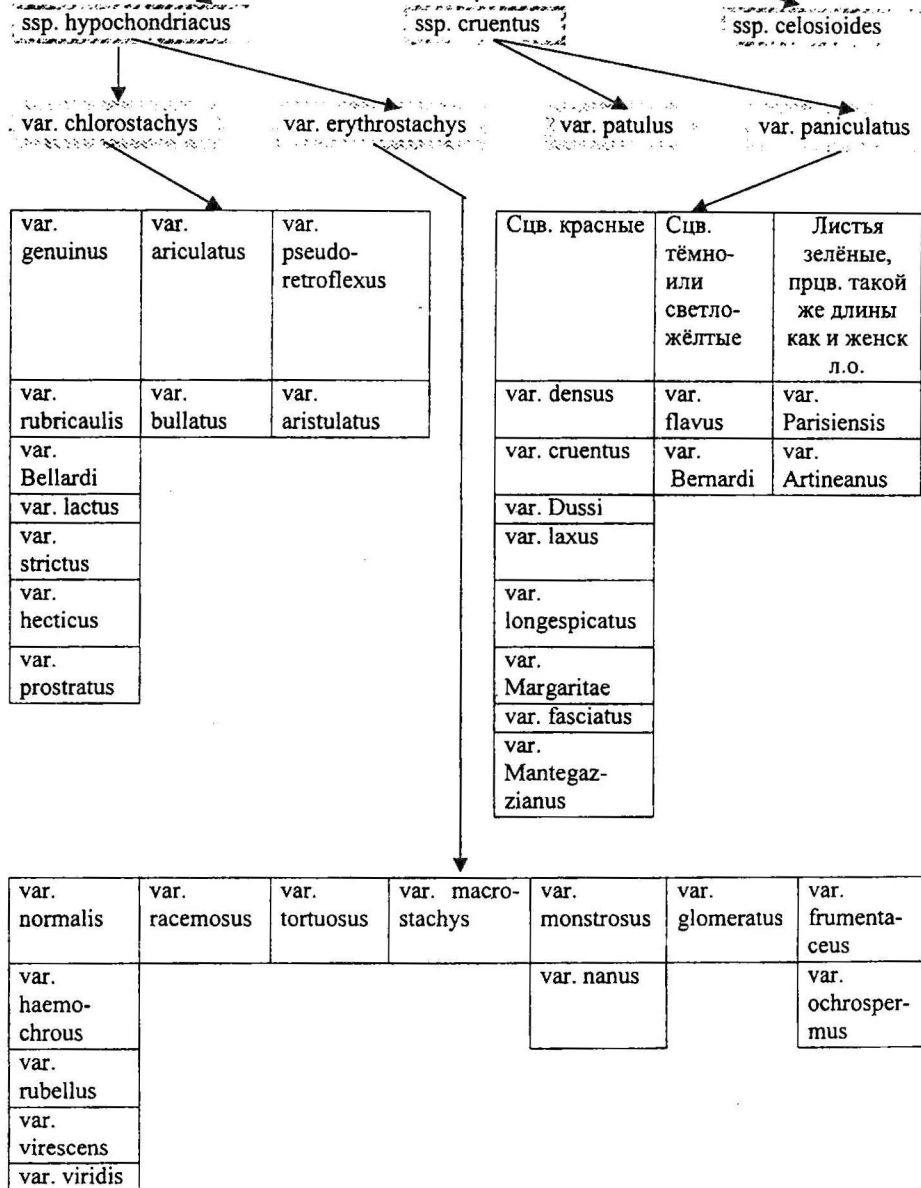 ssp. hypochondriacus ssp. cruentus ssp. celosioides
var. chlorostachys var. erythrostachys var. patulus var. paniculatus
var.
genuinus
var.
ariculatus
var.
pseudo-
retroflexus
var.
rubricaulis
var.
bullatus
var.
aristulatus
var.
Bellardi
var. lactus
var.
strictus
var.
hecticus
var.
prostratus
Сцв. красные
Сцв.
тёмно-
или
светло-
жёлтые
Листья
зелёные,
прцв. такой
же длины
как и женск
л.о.
var. densus
var.
flavus
var.
Parisiensis
var. cruentus
var.
Bernardi
var.
Artineanus
var. Dussi
var. laxus
var.
longespicatus
var.
Margaritae
var. fasciatus
var.
Mantegaz-
zianus
var.
normalis
var.
racemosus
var.
tortuosus
var. macro-
stachys
var.
monstrosus
var.
glomeratus
var.
frumenta-
ceus
var.
haemo-
chrous
var. nanus
var.
ochrosper-
mus
var.
rubellus
var.
virescens
var. viridis